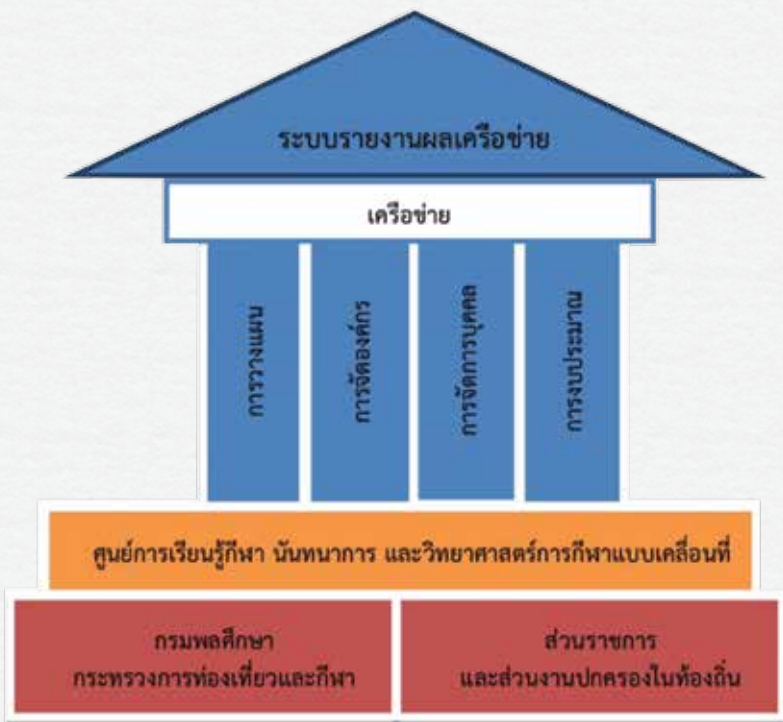 ระบบรายงานผลเครือข่าย
เครือข่าย
การวางแผน
การจัดองค์กร
การจัดการบุคคล
การงบประมาณ
ศูนย์การเรียนรู้กีฬา นันทนาการ และวิทยาศาสตร์การกีฬาแบบเคลื่อนที่
กรมพลศึกษา
กระทรวงการท่องเที่ยวและกีฬา
ส่วนราชการ
และส่วนงานปกครองในท้องถิ่น